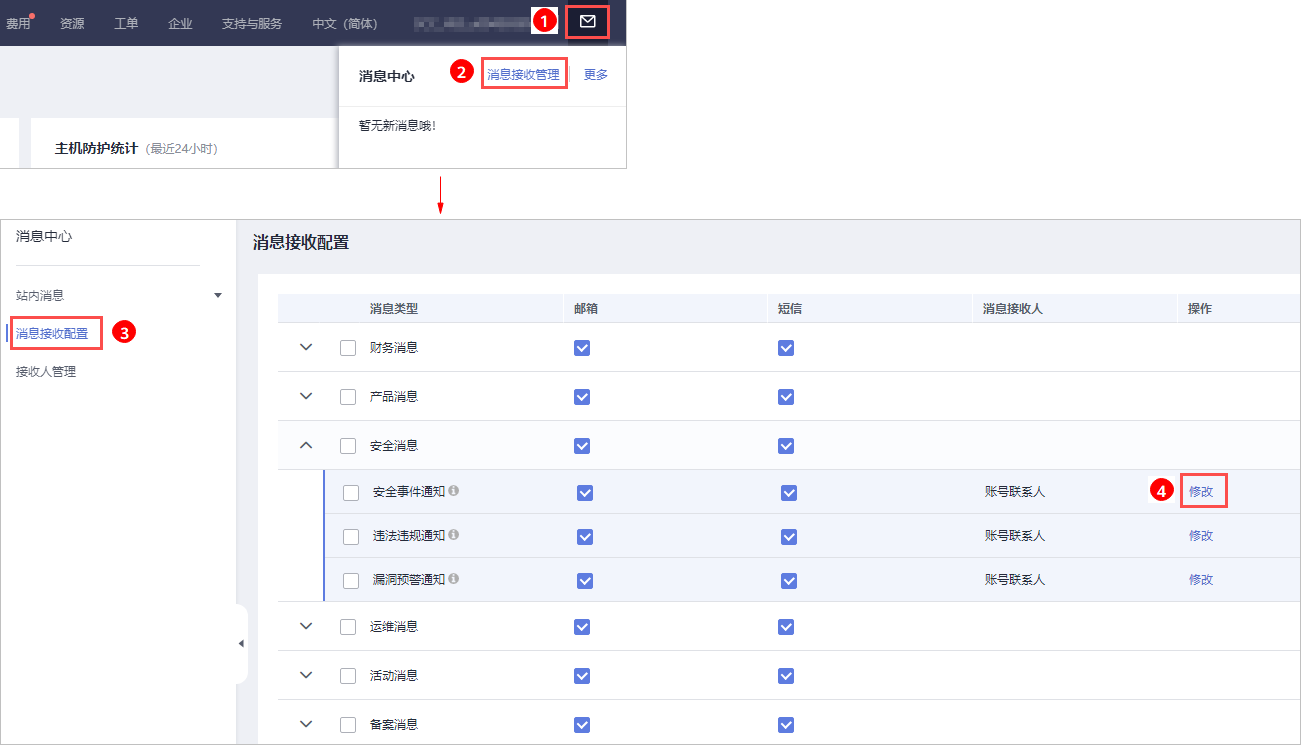 费用 资源 工单 企业 支持与服务 中文（简体） 1
消息中心 2 消息接收管理 更多
暂无新消息哦!
主机防护统计（最近24小时）
消息中心
站内消息
消息接收配置 3
接收人管理
消息接收配置
消息类型 邮箱 短信 消息接收人 操作
财务消息
产品消息
安全消息
安全事件通知 账号联系人 4 修改
违法违规通知 账号联系人 修改
漏洞预警通知 账号联系人 修改
运维消息
活动消息
备案消息